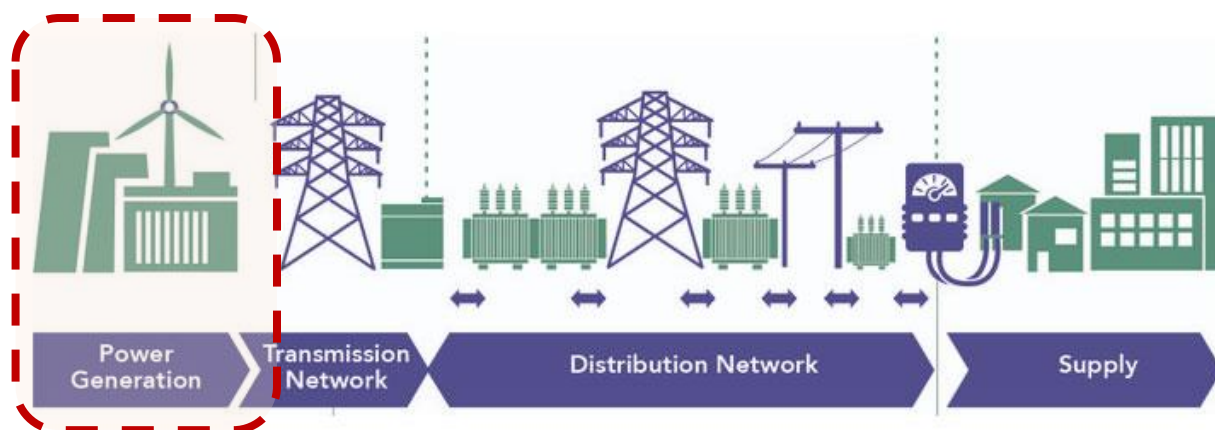 Power
Generation
Transmission
Network
Distribution Network
Supply